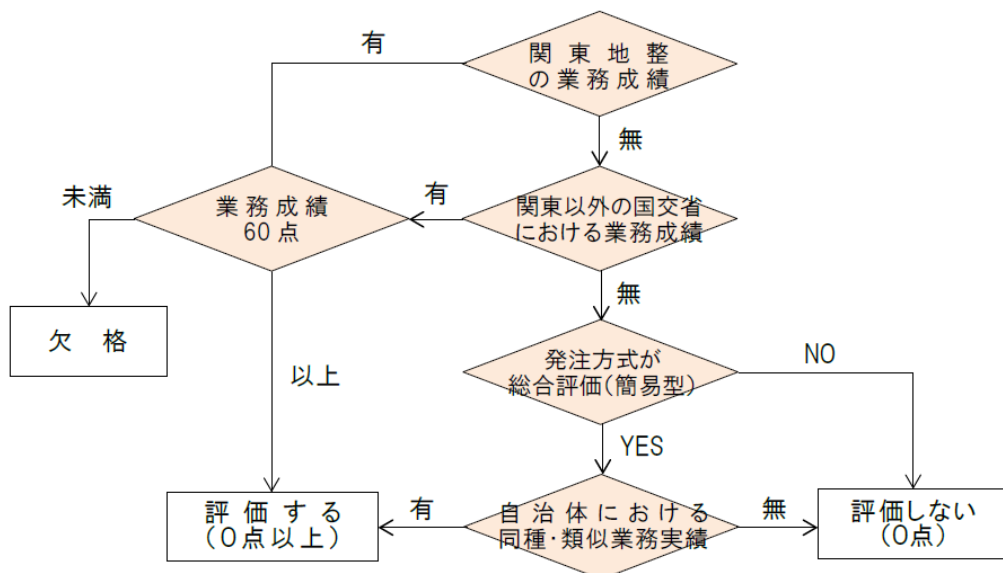 有
関東地整
の業務成績
無
未満
業務成績
60点
有
関東以外の国交省
における業務成績
無
欠格
以上
発注方式が
総合評価(簡易型)
NO
YES
評価する
(0点以上)
有
自治体における
同種・類似業務実績
無
評価しない
(0点)